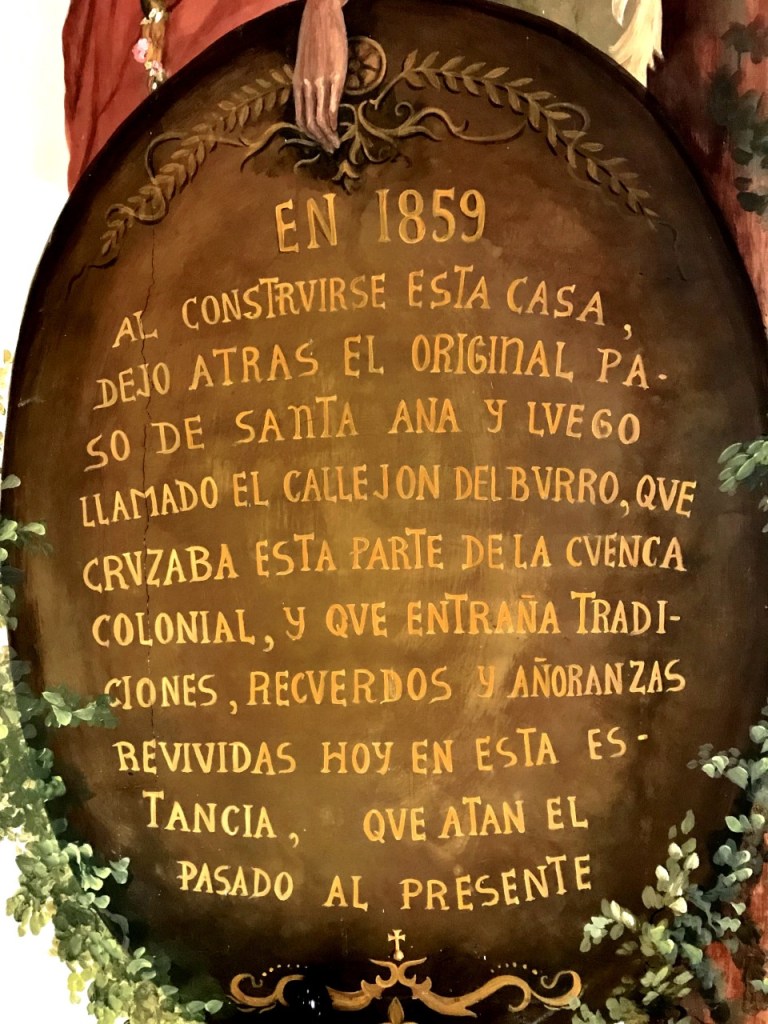 EN 1859
AL CONSTRVIRSE ESTA CASA,
DEJO ATRAS EL ORIGINAL PA-
SO DE SANTA ANA Y LVEGO
LLAMADO EL CALLEJON DEL BVRRO, QVE
CRVZABA ESTA PARTE DE LA CVENCA
COLONIAL, Y QVE ENTRAÑA TRADI-
CIONES, RECVERDOS Y AÑORANZAS
REVIVIDAS HOY EN ESTA ES-
TANCIA, QVE ATAN EL
PASADO AL PRESENTE